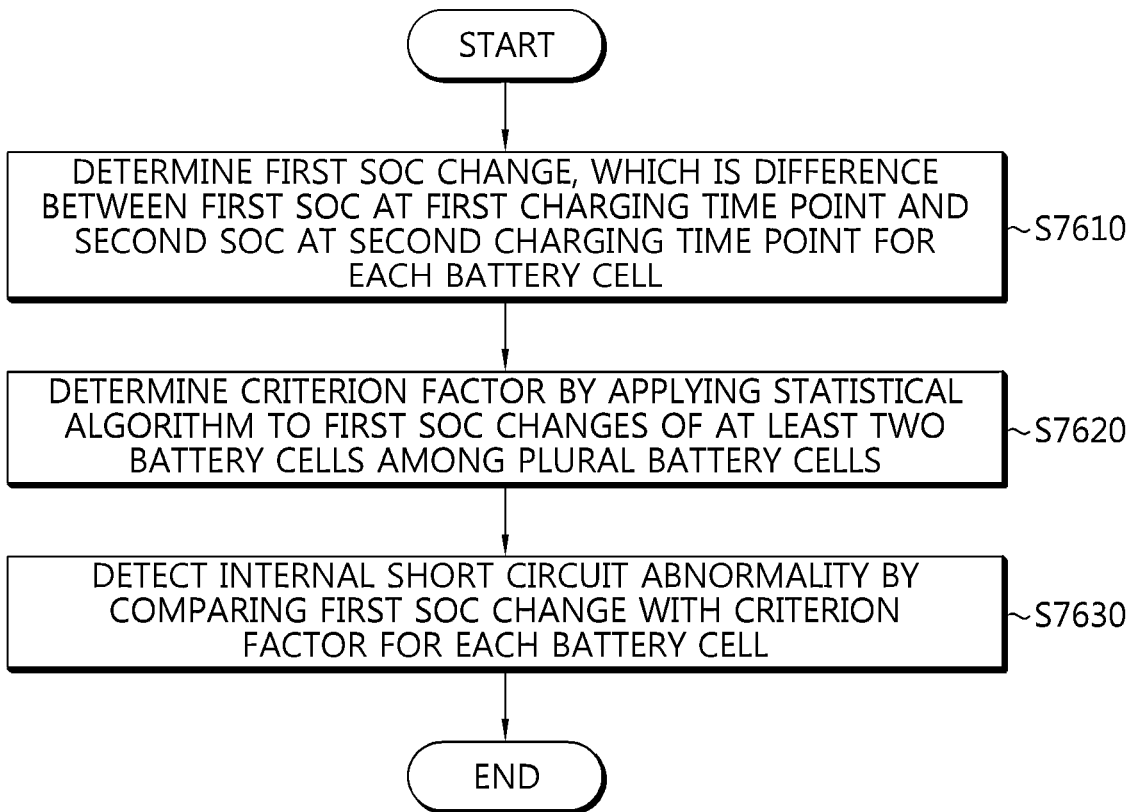 START
DETERMINE FIRST SOC CHANGE, WHICH IS DIFFERENCE
BETWEEN FIRST SOC AT FIRST CHARGING TIME POINT AND
SECOND SOC AT SECOND CHARGING TIME POINT FOR
EACH BATTERY CELL
~S7610
DETERMINE CRITERION FACTOR BY APPLYING STATISTICAL
ALGORITHM TO FIRST SOC CHANGES OF AT LEAST TWO
BATTERY CELLS AMONG PLURAL BATTERY CELLS
~S7620
DETECT INTERNAL SHORT CIRCUIT ABNORMALITY BY
COMPARING FIRST SOC CHANGE WITH CRITERION
FACTOR FOR EACH BATTERY CELL
~S7630
END